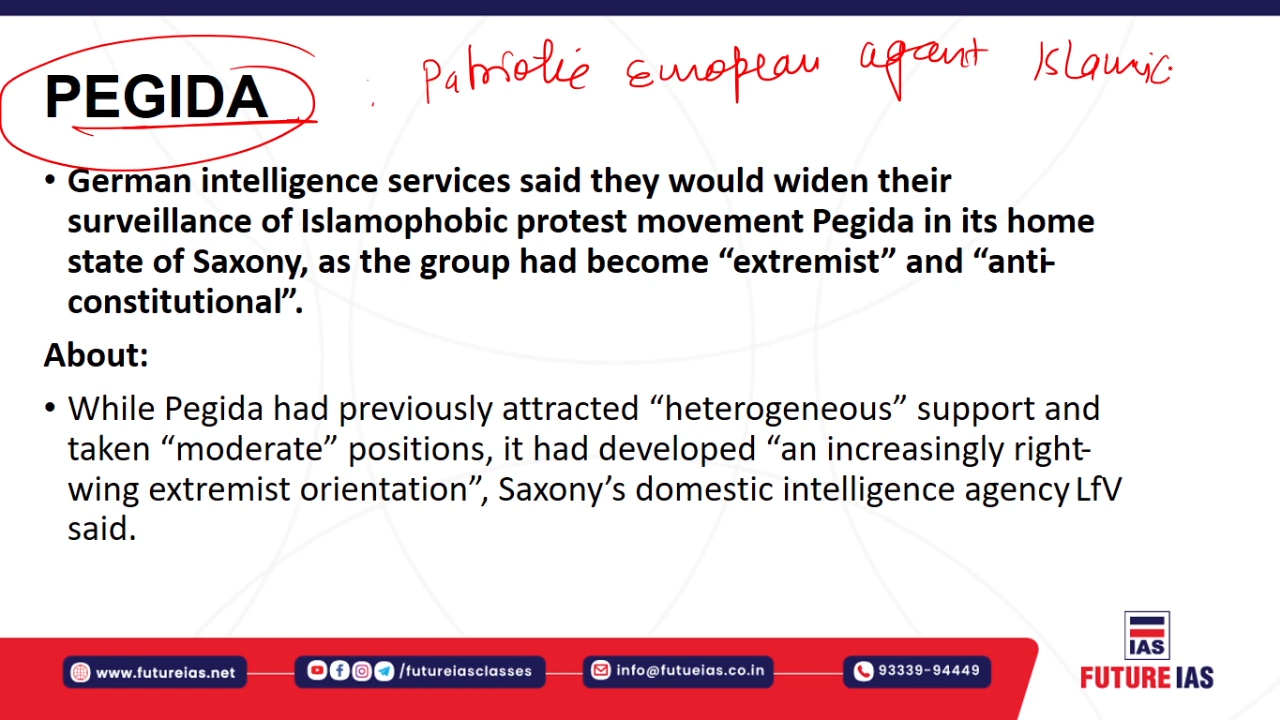 PEGIDA : Patriotic European against Islamic
• German intelligence services said they would widen their
surveillance of Islamophobic protest movement Pegida in its home
state of Saxony, as the group had become “extremist” and “anti-
constitutional”.
About:
• While Pegida had previously attracted “heterogeneous” support and
taken “moderate” positions, it had developed “an increasingly right-
wing extremist orientation”, Saxony’s domestic intelligence agency LfV
said.
IAS
FUTURE IAS
www.futureias.net /futureiasclasses info@futueias.co.in 93339-94449